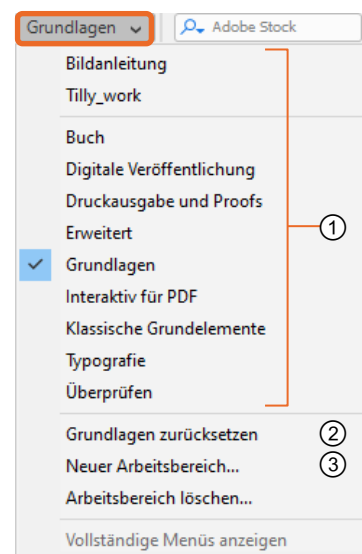 Grundlagen Adobe Stock
Bildanleitung
Tilly_work
Buch
Digitale Veröffentlichung
Druckausgabe und Proofs
Erweitert
① 
Grundlagen
Interaktiv für PDF
Klassische Grundelemente
Typografie
Überprüfen
Grundlagen zurücksetzen ②
Neuer Arbeitsbereich... ③
Arbeitsbereich löschen...
Vollständige Menüs anzeigen